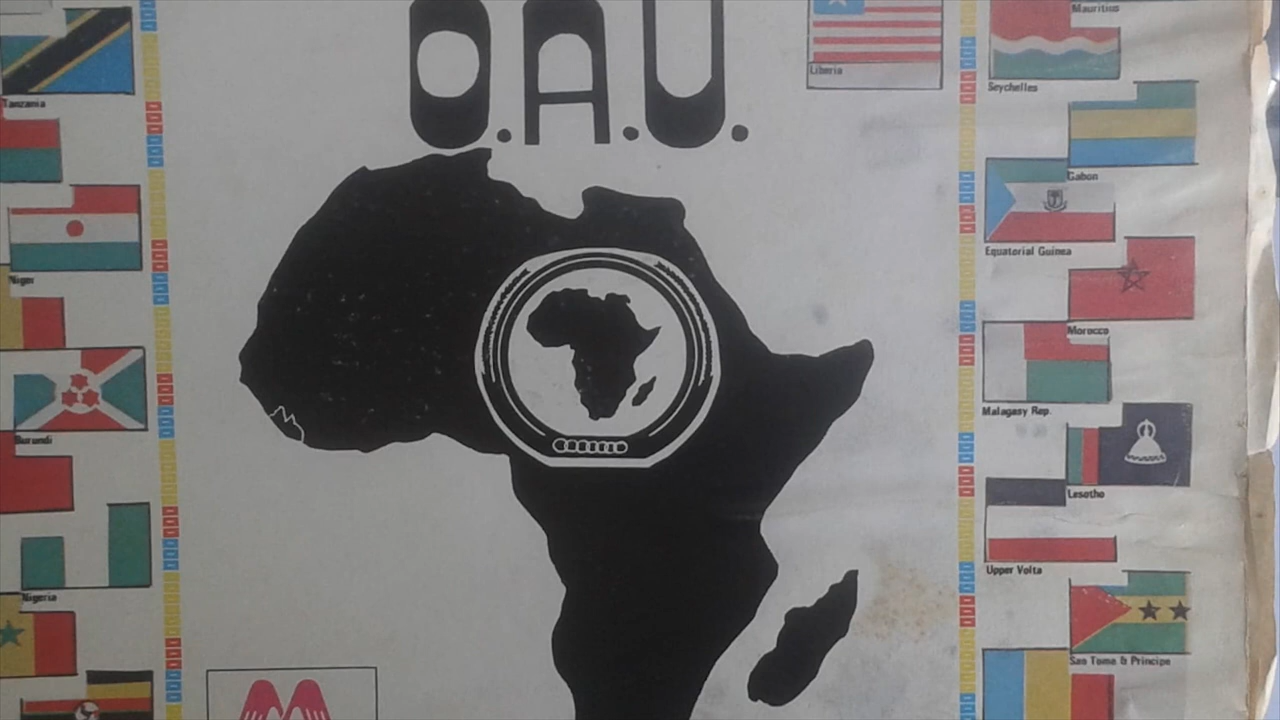 O.A.U.
Tanzania
Niger
Burundi
Nigeria
Liberia
Mauritius
Seychelles
Gabon
Equatorial Guinea
Morocco
Malagasy Rep.
Lesotho
Upper Volta
Sao Tome & Principe